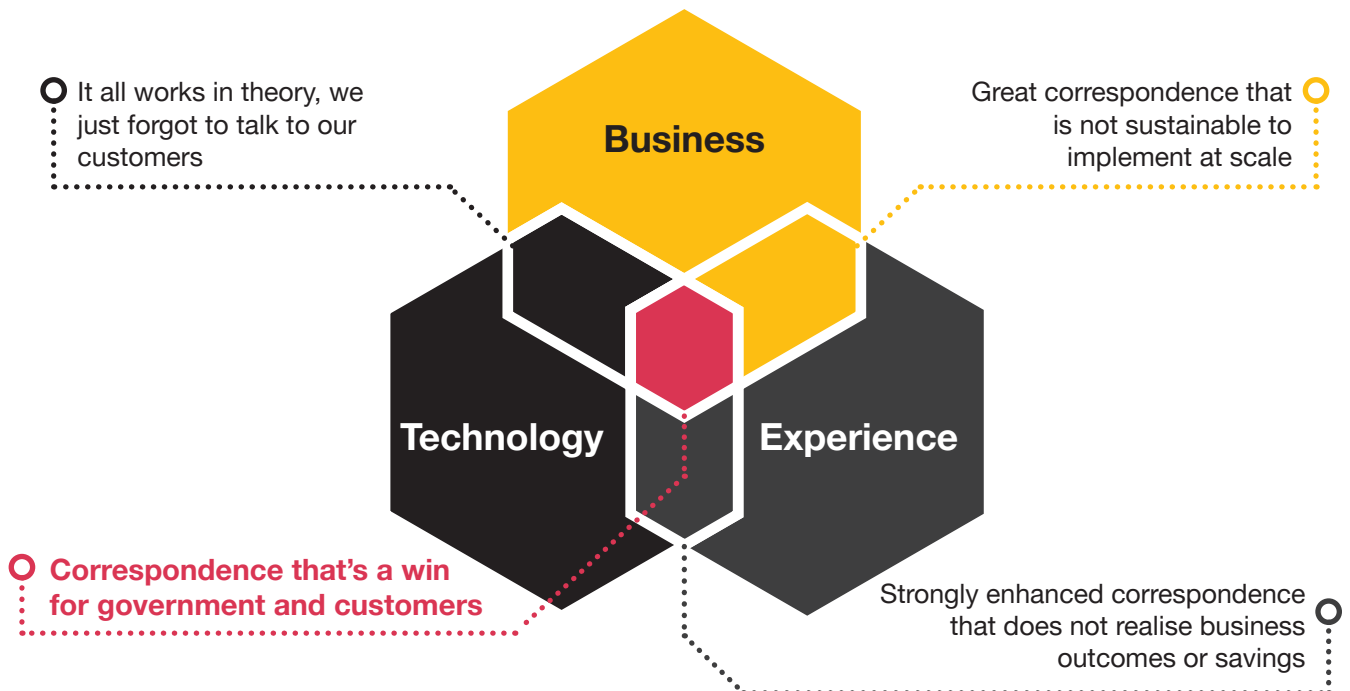 It all works in theory, we
just forgot to talk to our
customers
Great correspondence that
is not sustainable to
implement at scale
Business
Technology
Experience
Correspondence that’s a win
for government and customers
Strongly enhanced correspondence
that does not realise business
outcomes or savings